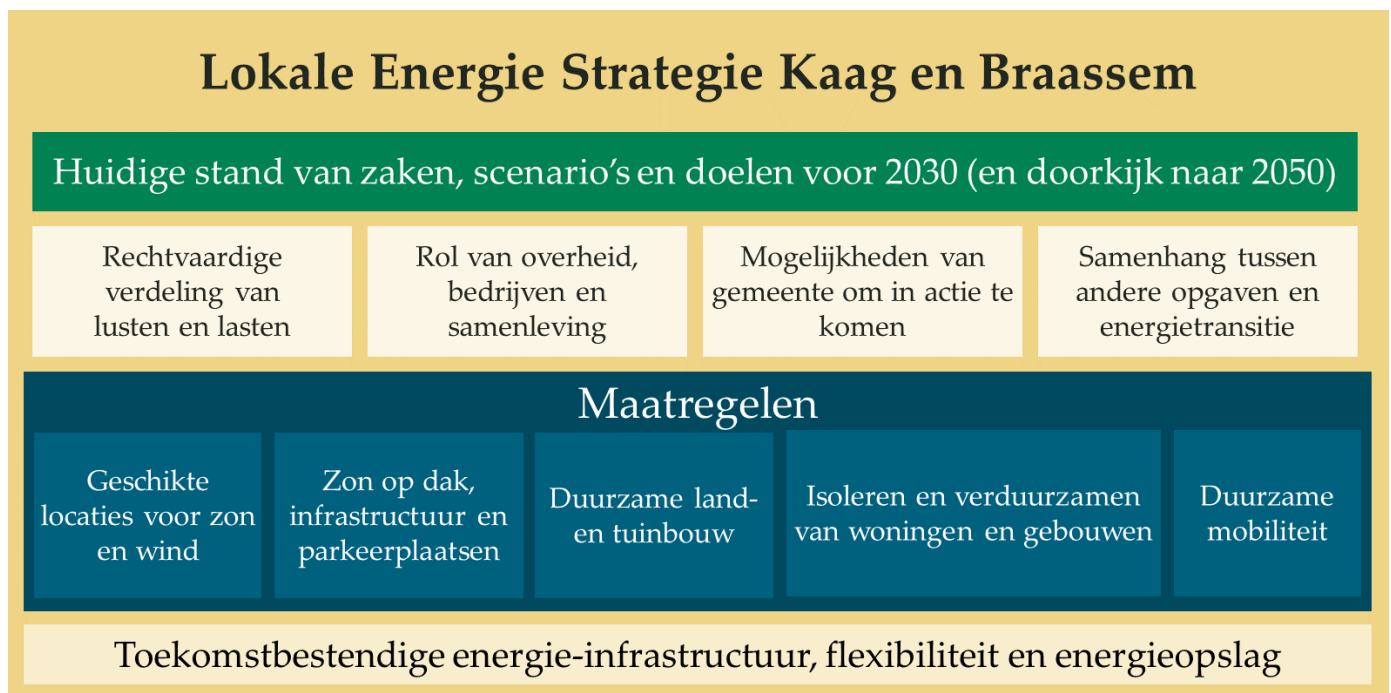 Lokale Energie Strategie Kaag en Braassem
Huidige stand van zaken, scenario's en doelen voor 2030 (en doorkijk naar 2050)
Rechtvaardige
verdeling van
lusten en lasten
Rol van overheid,
bedrijven en
samenleving
Mogelijkheden van
gemeente om in actie te
komen
Samenhang tussen
andere opgaven en
energietransitie
Maatregelen
Geschikte
locaties voor zon
en wind
Zon op dak,
infrastructuur en
parkeerplaatsen
Duurzame land-
en tuinbouw
Isoleren en verduurzamen
van woningen en gebouwen
Duurzame
mobiliteit
Toekomstbestendige energie-infrastructuur, flexibiliteit en energieopslag